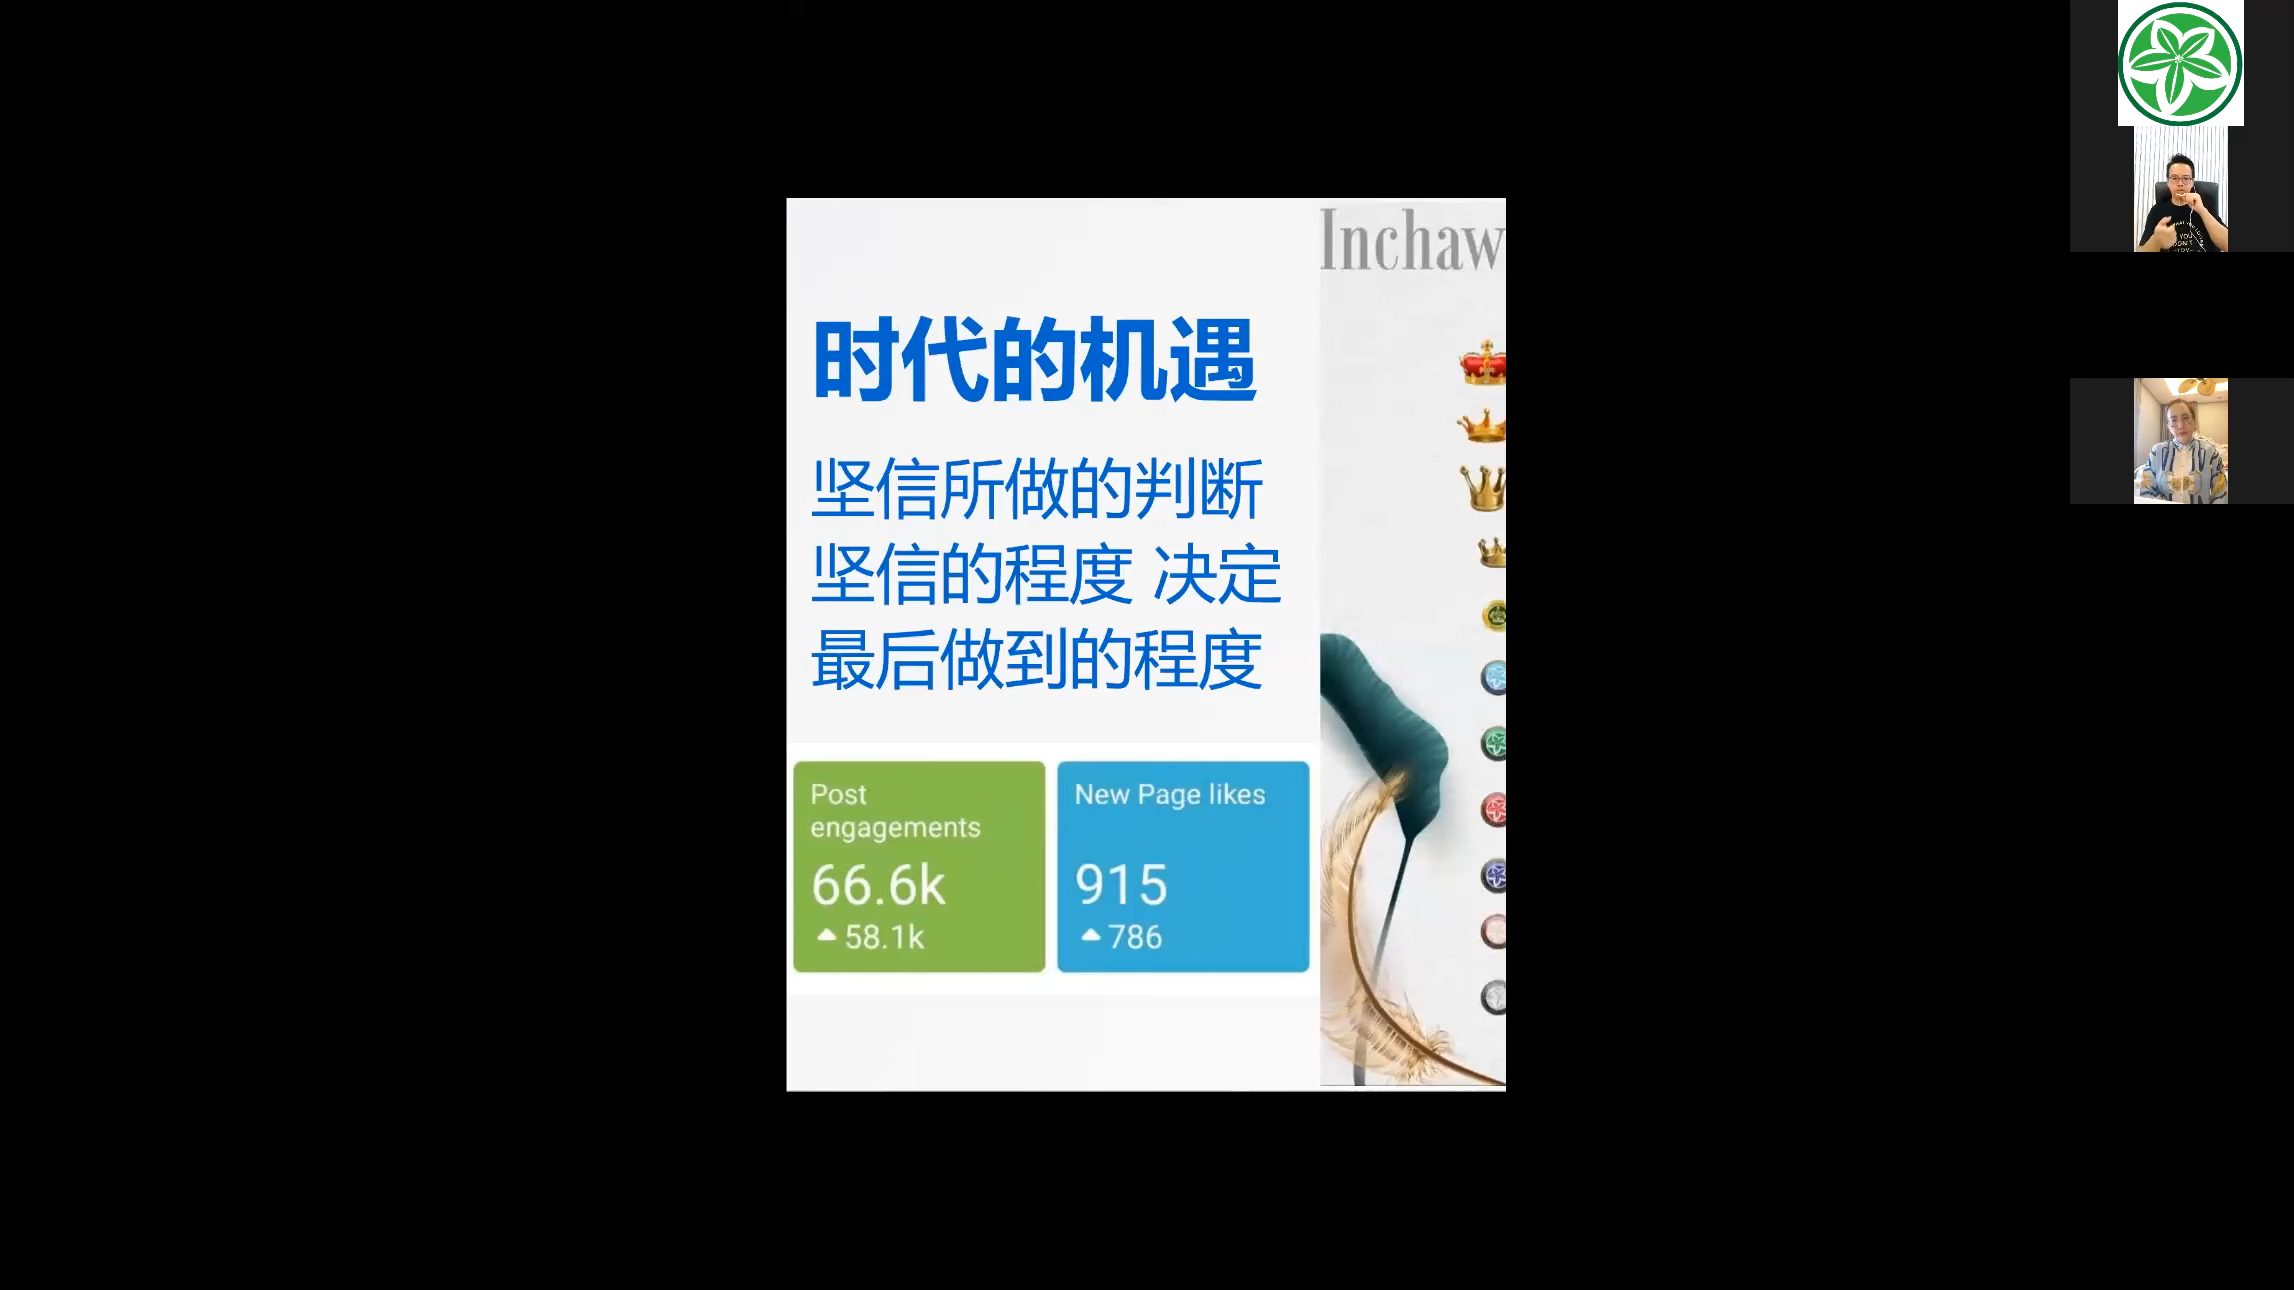 Inchaw
时代的机遇
坚信所做的判断
坚信的程度 决定
最后做到的程度
Post
engagements
66.6k
58.1k
New Page likes
915
786
YOU
DON'T